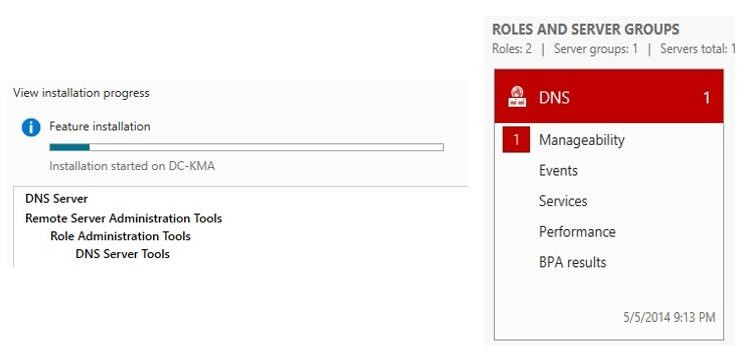 View installation progress
Feature installation
Installation started on DC-KMA
DNS Server
Remote Server Administration Tools
Role Administration Tools
DNS Server Tools
ROLES AND SERVER GROUPS
Roles: 2 | Server groups: 1 | Servers total: 1
DNS 1
1 Manageability
Events
Services
Performance
BPA results
5/5/2014 9:13 PM